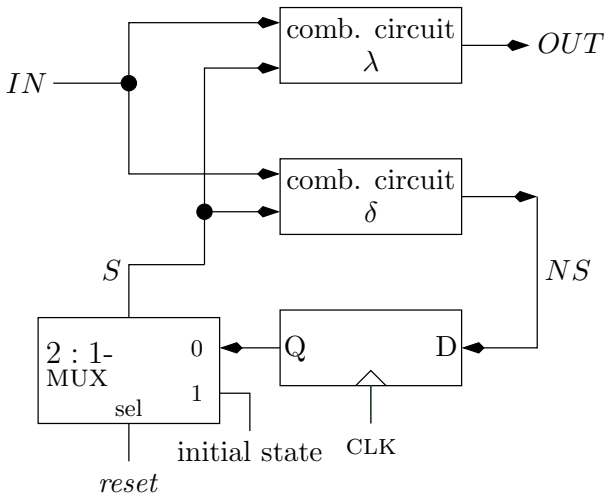 comb. circuit
λ
OUT
IN
comb. circuit
δ
S
NS
2 : 1-
MUX
0
1
sel
Q
D
initial state
CLK
reset